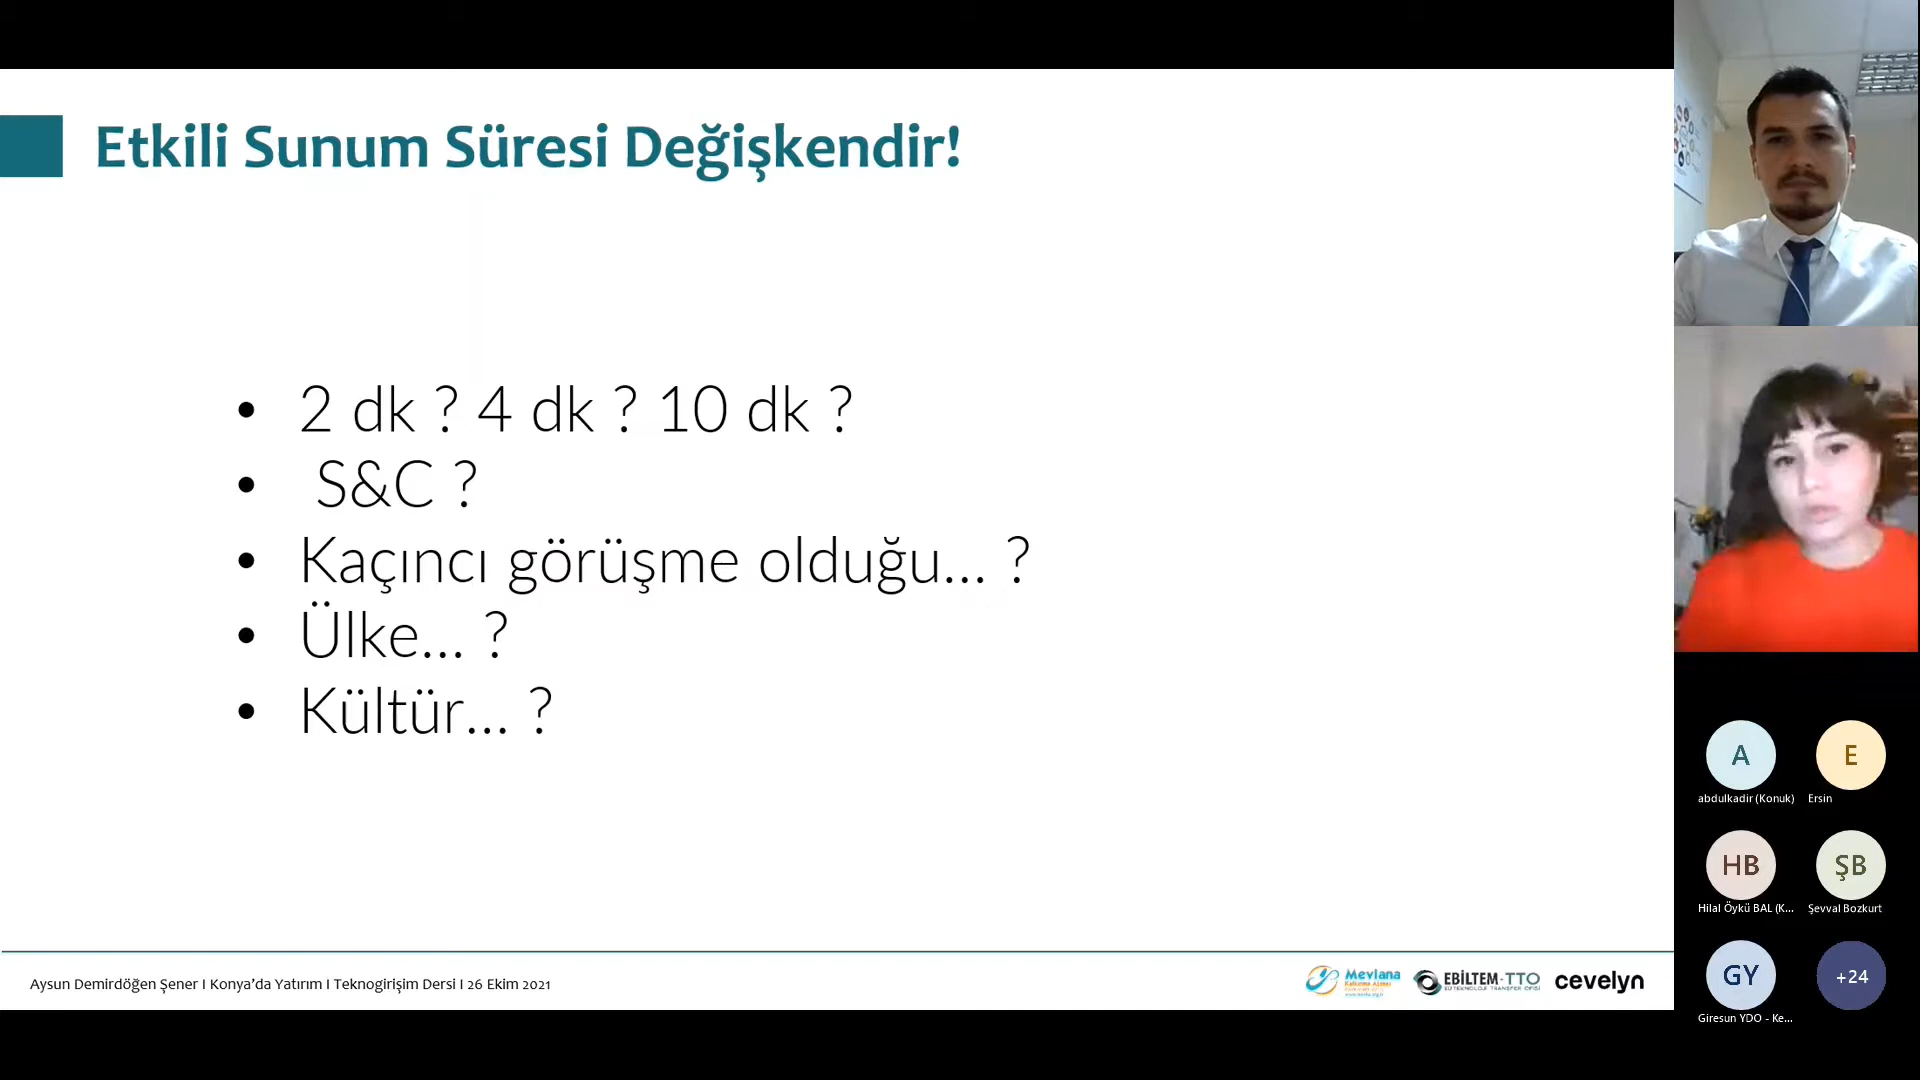 Etkili Sunum Süresi Değişkendir!
• 2 dk ? 4 dk ? 10 dk ?
• S&C ?
• Kaçıncı görüşme olduğu... ?
• Ülke... ?
• Kültür... ?
Aysun Demirdöğen Şener I Konya’da Yatırım I Teknogirişim Dersi I 26 Ekim 2021
Mevlana
EBİLTEM-TTO
cevelyn
A
abdulkadir (Konuk)
E
Ersin
HB
Hilal Öykü BAL (K...
ŞB
Şevval Bozkurt
GY
Giresun YDO - Ke...
+24